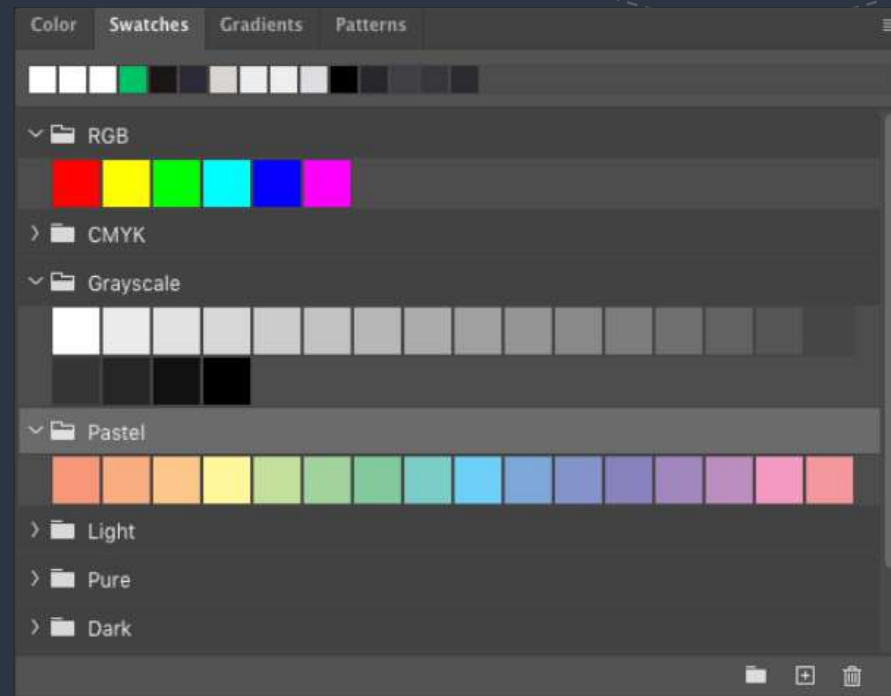 Color Swatches Gradients Patterns
RGB
CMYK
Grayscale
Pastel
Light
Pure
Dark